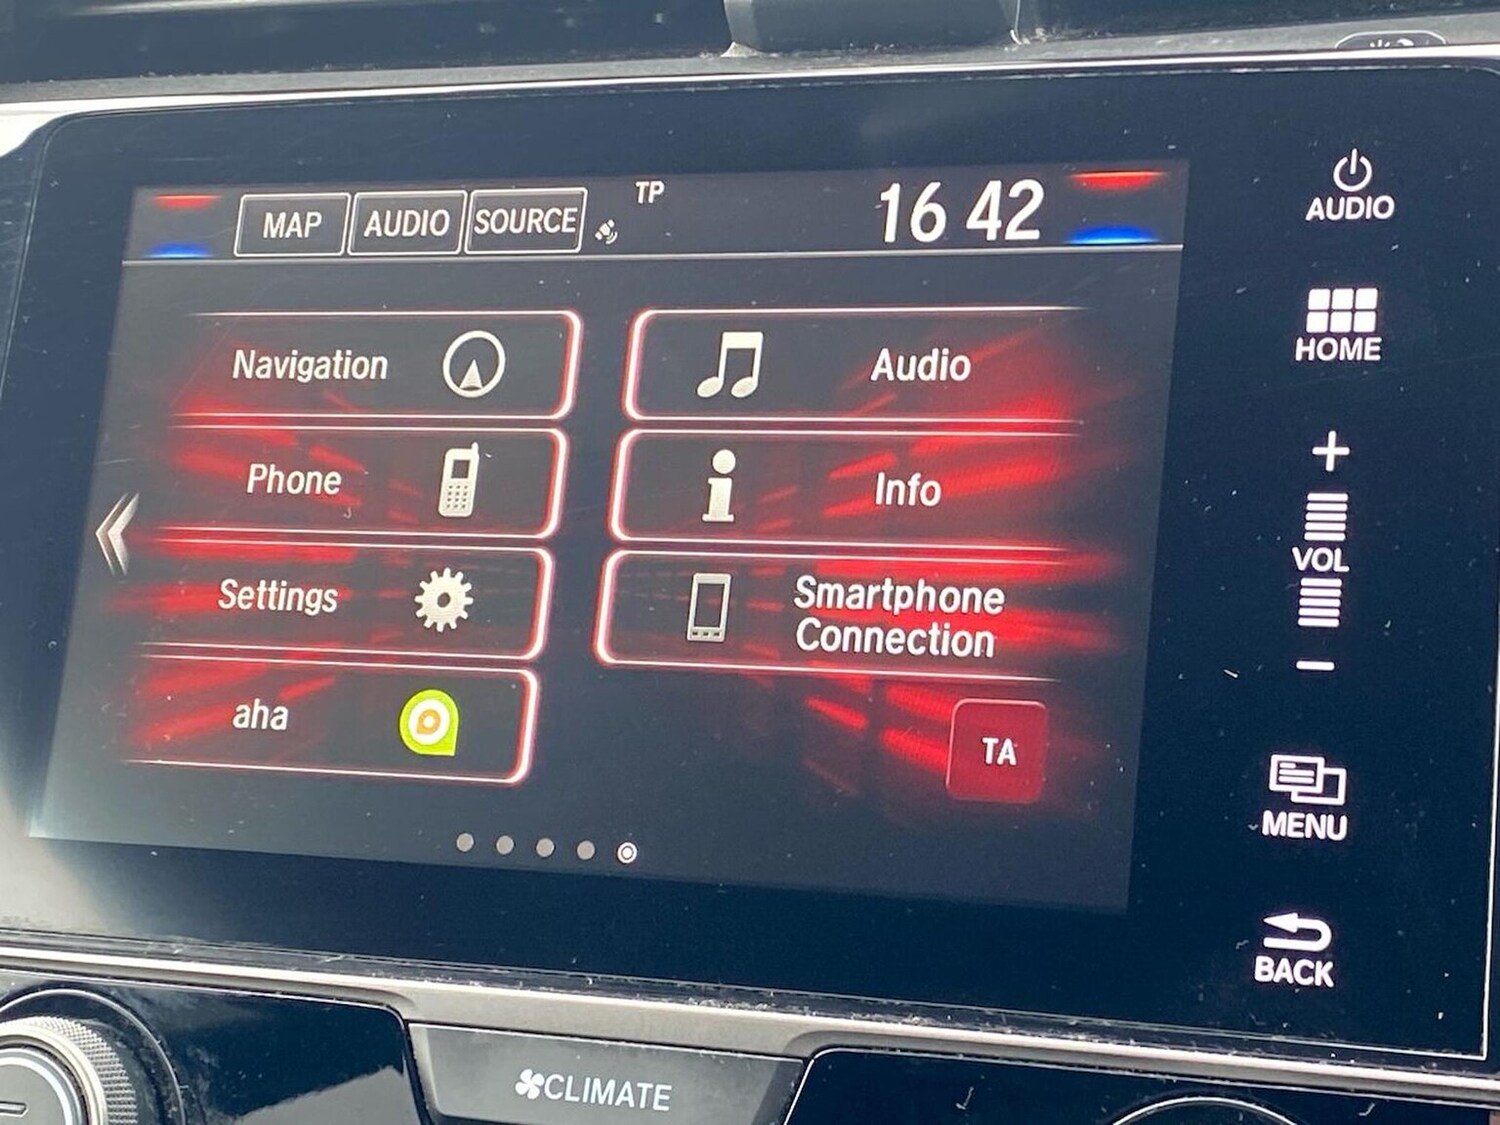 MAP AUDIO SOURCE TP 16 42
AUDIO
HOME
Navigation
Audio
Phone
Info
Settings
Smartphone
Connection
aha
TA
+
VOL
-
MENU
BACK
CLIMATE